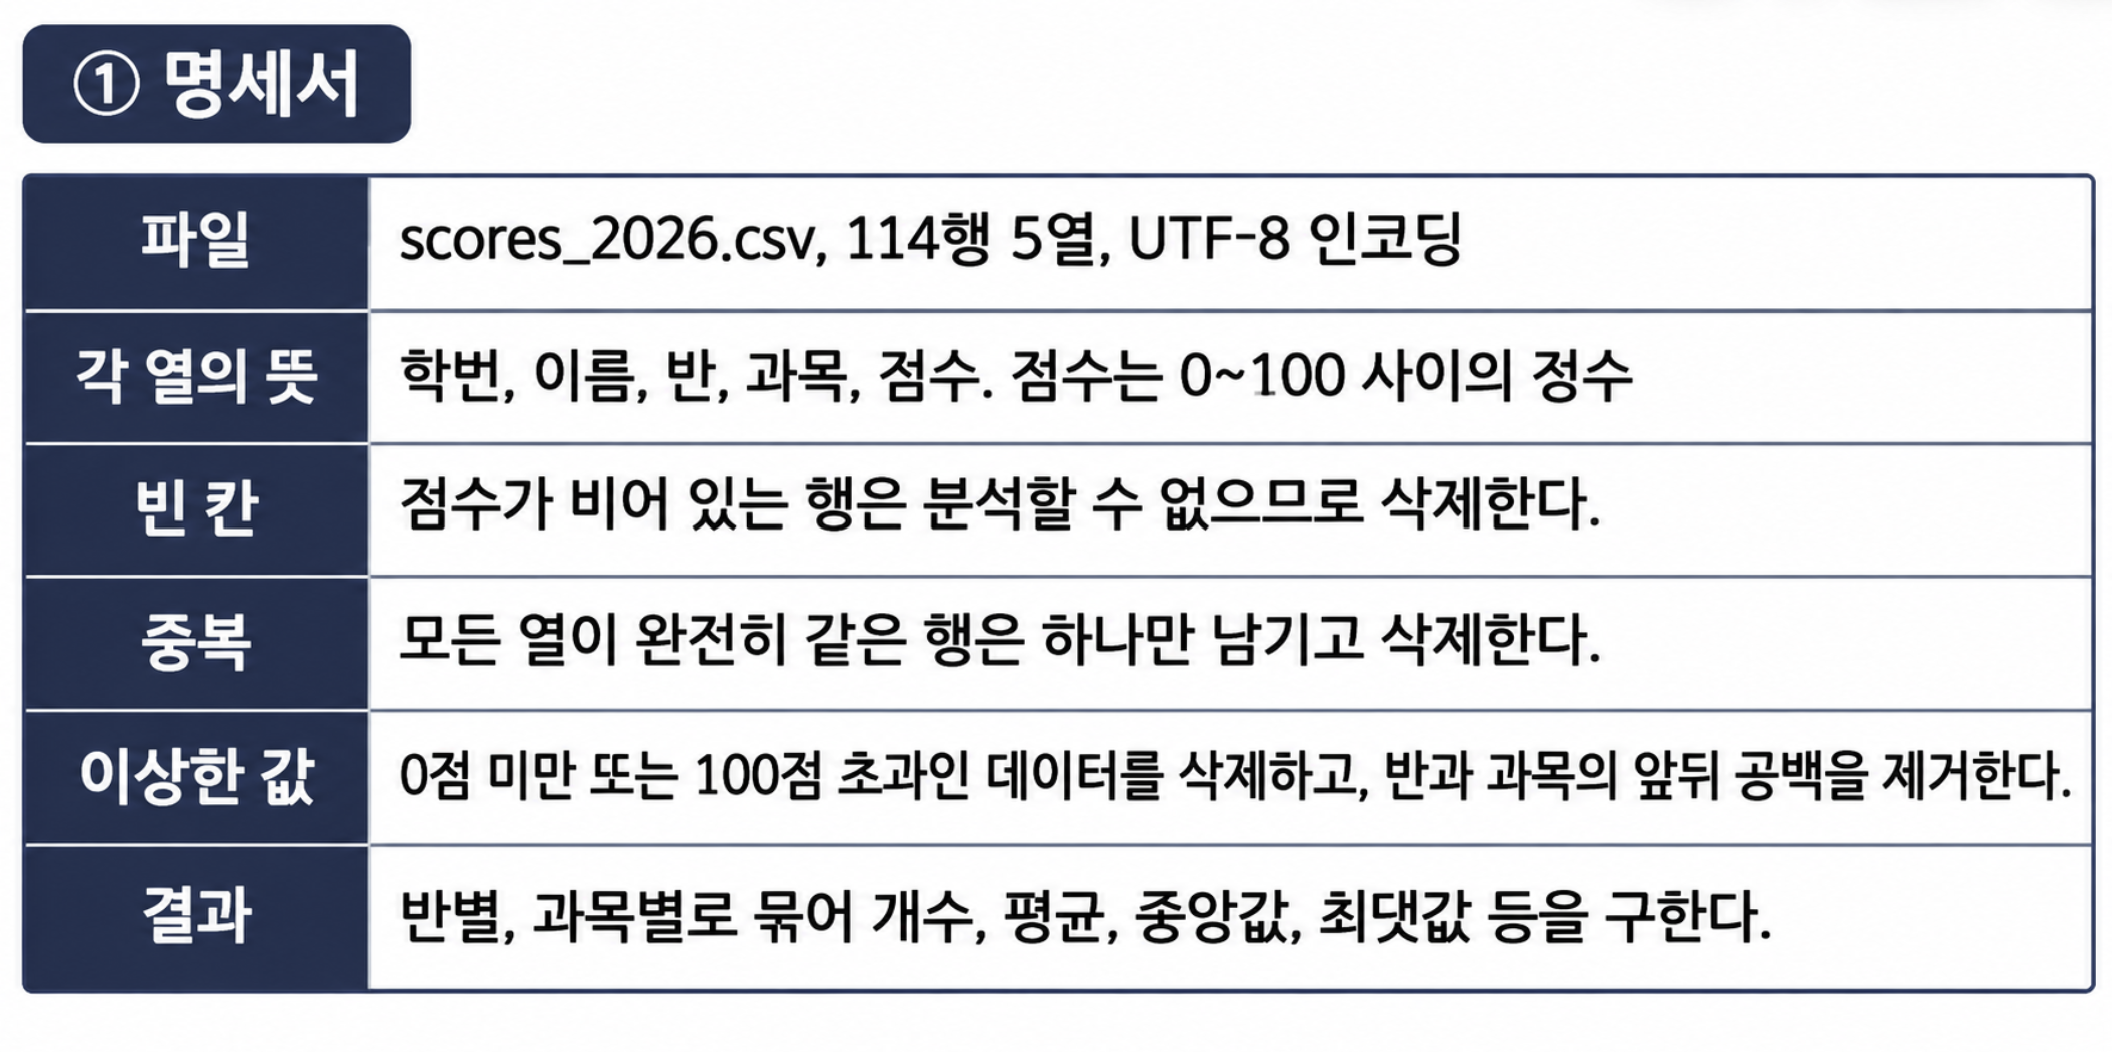 ① 명세서
파일
scores_2026.csv, 114행 5열, UTF-8 인코딩
각 열의 뜻
학번, 이름, 반, 과목, 점수. 점수는 0~100 사이의 정수
빈 칸
점수가 비어 있는 행은 분석할 수 없으므로 삭제한다.
중복
모든 열이 완전히 같은 행은 하나만 남기고 삭제한다.
이상한 값
0점 미만 또는 100점 초과인 데이터를 삭제하고, 반과 과목의 앞뒤 공백을 제거한다.
결과
반별, 과목별로 묶어 개수, 평균, 중앙값, 최댓값 등을 구한다.